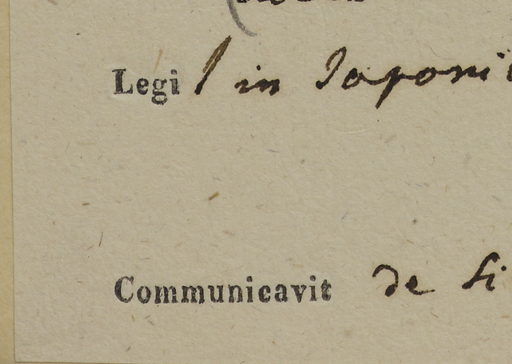 Legi in Japoni
Communicavit de Si